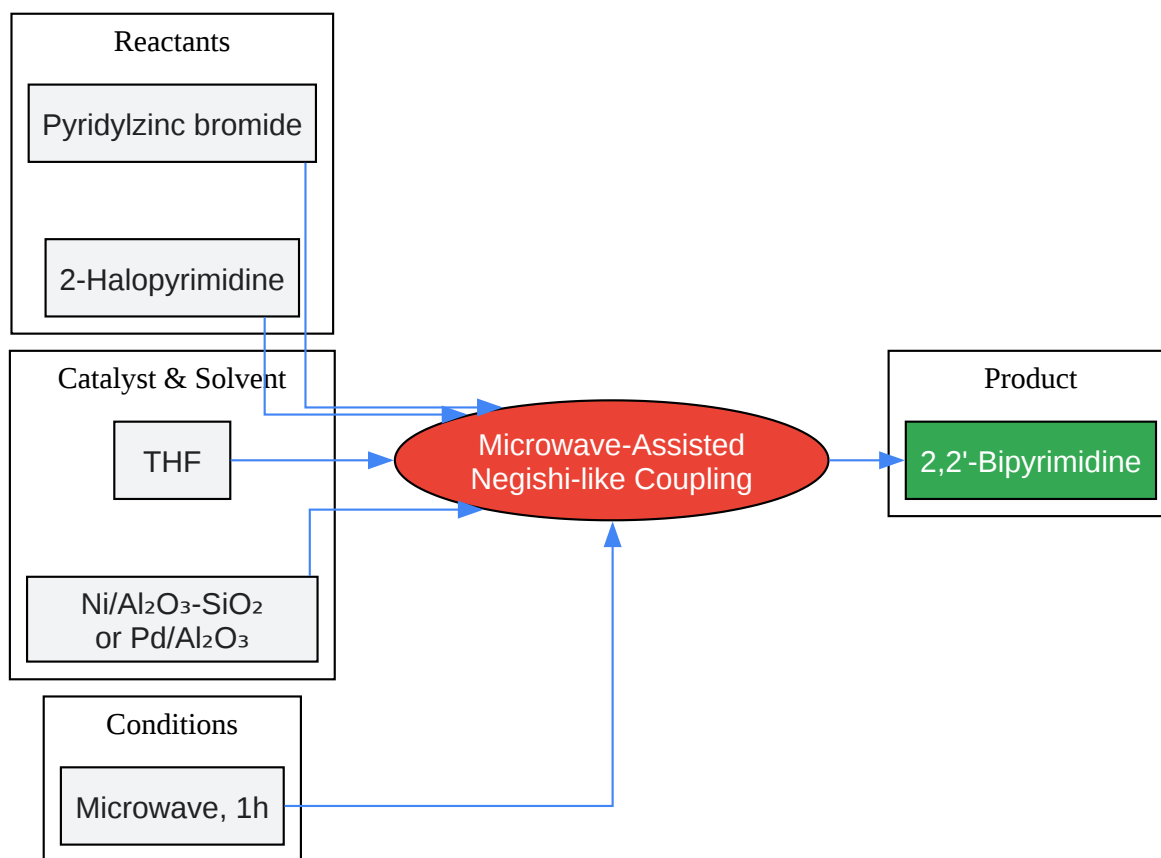 Reactants
Pyridylzinc bromide
2-Halopyrimidine
Catalyst & Solvent
THF
Ni/Al₂O₃-SiO₂
or Pd/Al₂O₃
Conditions
Microwave, 1h
Microwave-Assisted
Negishi-like Coupling
Product
2,2'-Bipyrimidine